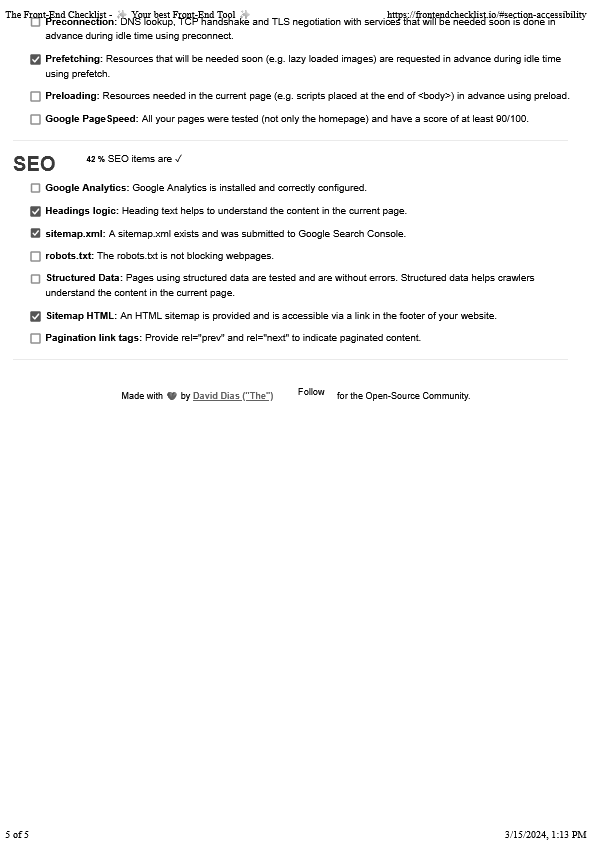 The Front-End Checklist - ✨ Your best Front-End Tool ✨ https://frontendchecklist.io/#section-accessibility
Preconnection: DNS lookup, TCP handshake and TLS negotiation with services that will be needed soon is done in
advance during idle time using preconnect.
Prefetching: Resources that will be needed soon (e.g. lazy loaded images) are requested in advance during idle time
using prefetch.
Preloading: Resources needed in the current page (e.g. scripts placed at the end of <body>) in advance using preload.
Google PageSpeed: All your pages were tested (not only the homepage) and have a score of at least 90/100.
SEO 42 % SEO items are ✓
Google Analytics: Google Analytics is installed and correctly configured.
Headings logic: Heading text helps to understand the content in the current page.
sitemap.xml: A sitemap.xml exists and was submitted to Google Search Console.
robots.txt: The robots.txt is not blocking webpages.
Structured Data: Pages using structured data are tested and are without errors. Structured data helps crawlers
understand the content in the current page.
Sitemap HTML: An HTML sitemap is provided and is accessible via a link in the footer of your website.
Pagination link tags: Provide rel="prev" and rel="next" to indicate paginated content.
Made with 🖤 by David Dias ("The") Follow for the Open-Source Community.
5 of 5 3/15/2024, 1:13 PM